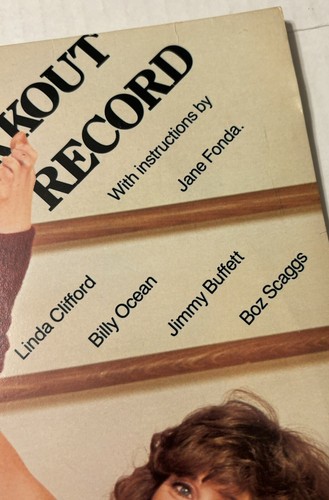 KOUT
RECORD
With instructions by
Jane Fonda.
Linda Clifford
Billy Ocean
Jimmy Buffett
Boz Scaggs